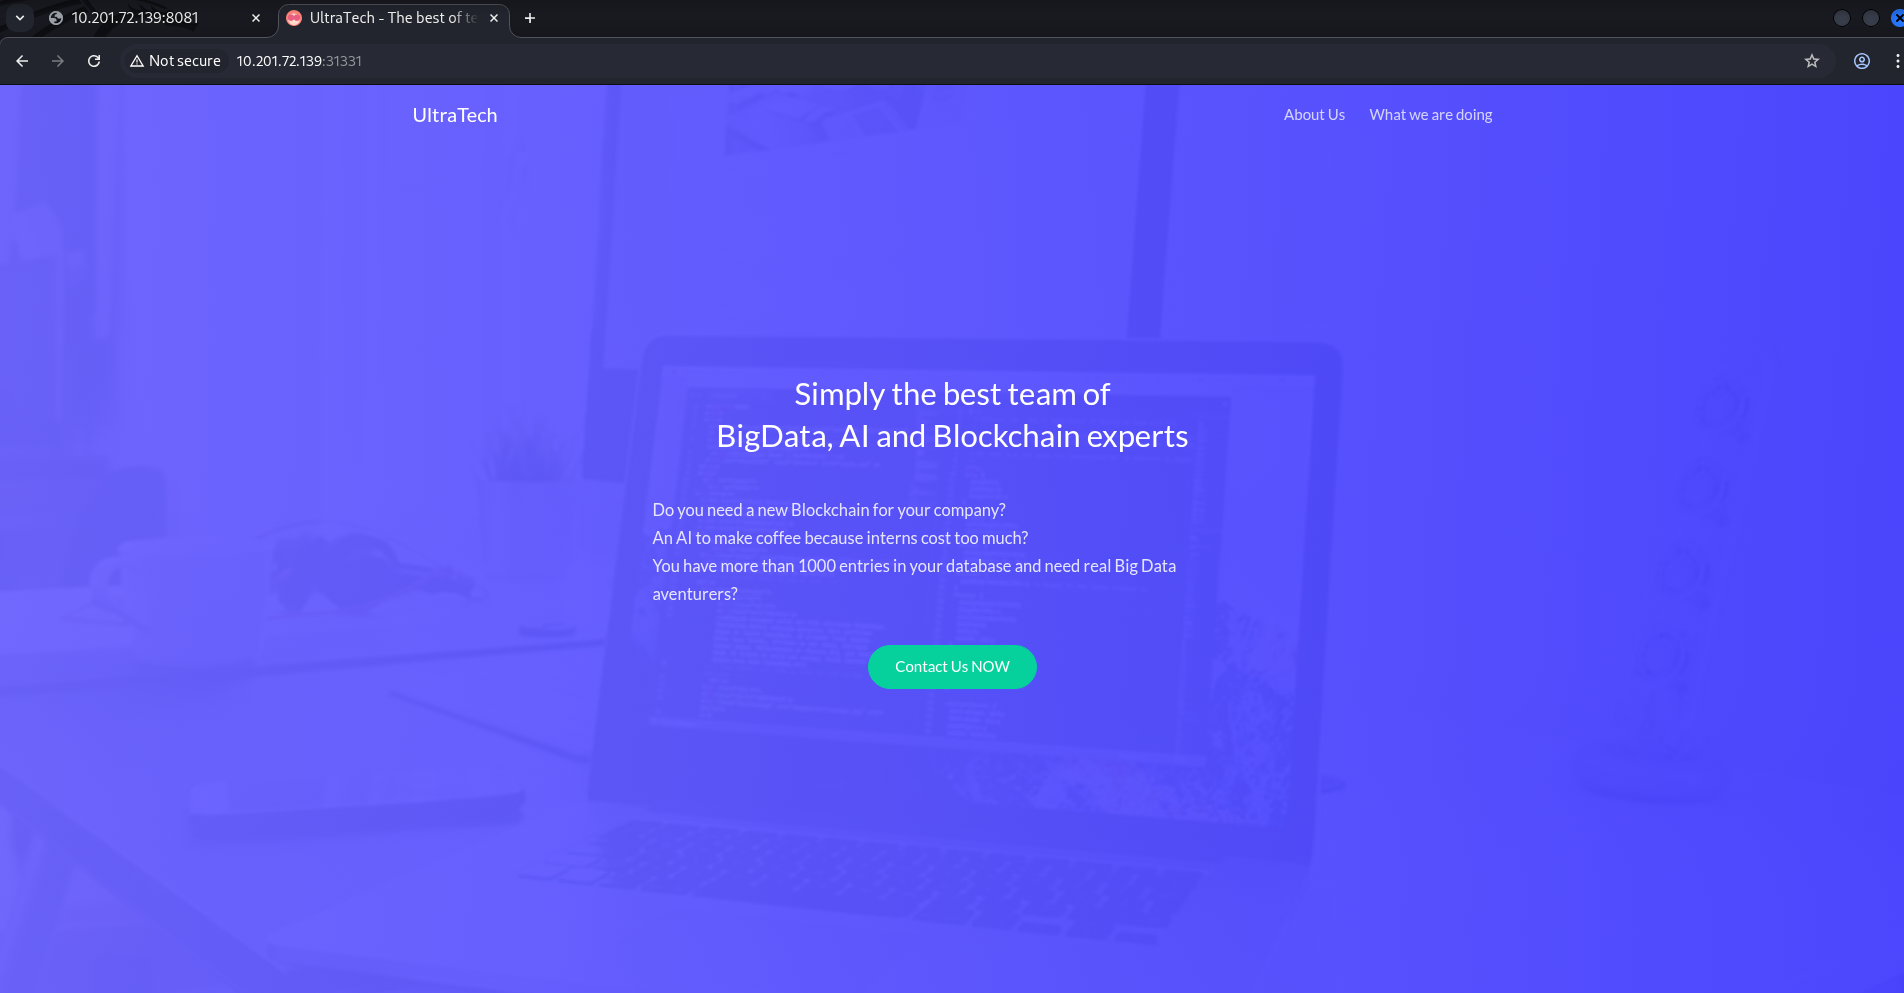 10.201.72.139:8081
UltraTech - The best of te
Not secure
10.201.72.139:31331
UltraTech
About Us
What we are doing
Simply the best team of
BigData, AI and Blockchain experts
Do you need a new Blockchain for your company?
An AI to make coffee because interns cost too much?
You have more than 1000 entries in your database and need real Big Data
aventurers?
Contact Us NOW